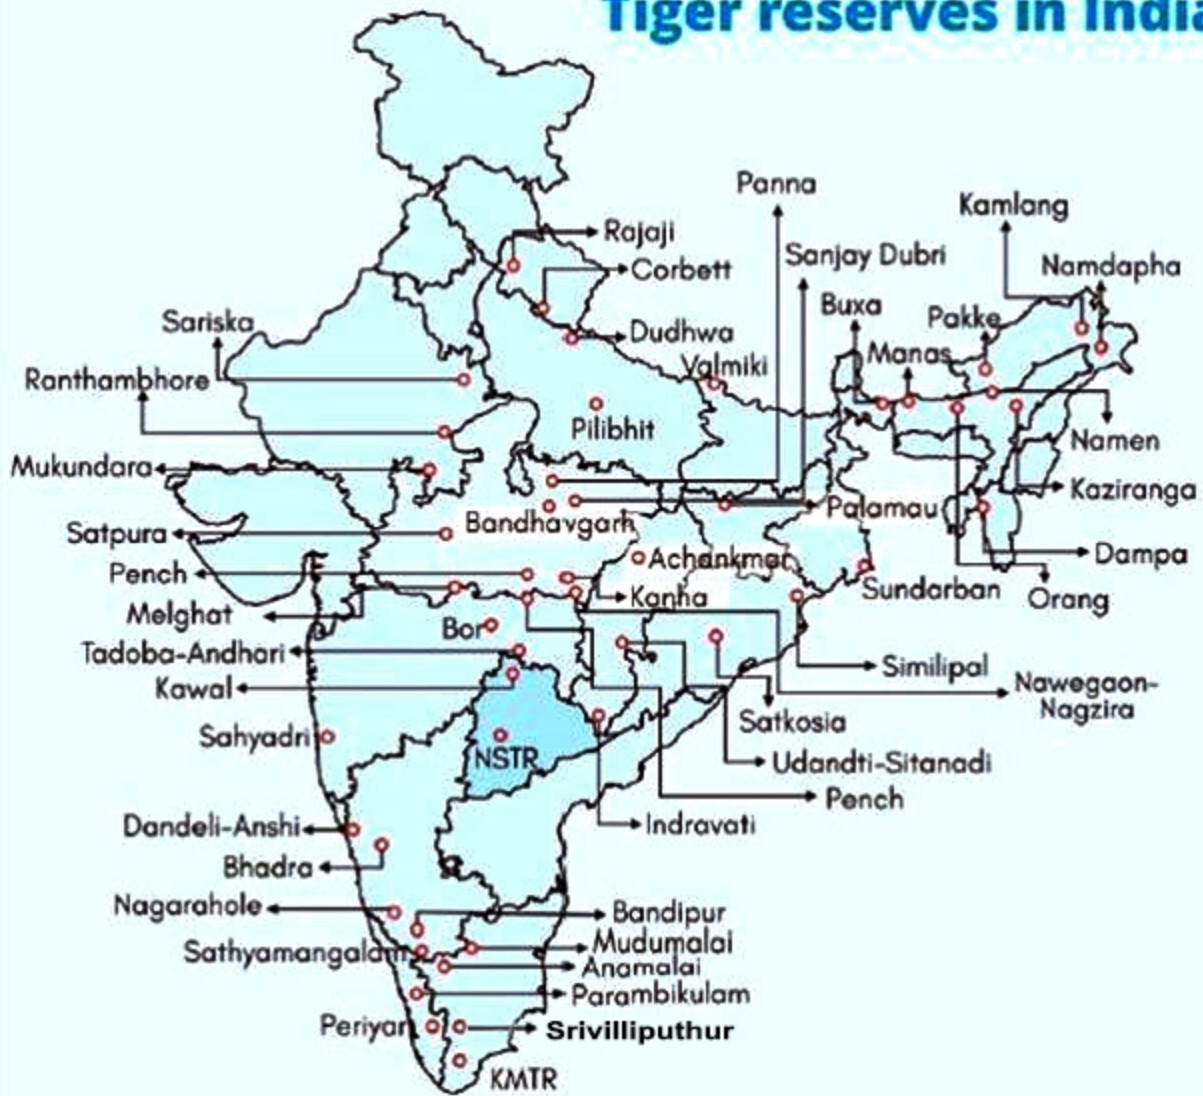 Tiger reserves in India
Panna
Kamlang
Rajaji
Sanjay Dubri
Corbett
Namdapha
Buxa
Sariska
Pakke
Dudhwa
Manas
Valmiki
Ranthambhore
Pilibhit
Namen
Mukundara
Kaziranga
Palamau
Bandhavgarh
Satpura
Dampa
Achankmar
Pench
Sundarban
Kanha
Orang
Melghat
Bor
Tadoba-Andhari
Similipal
Kawal
Nawegaon-
Nagzira
Satkosia
Sahyadri
NSTR
Udandti-Sitanadi
Pench
Dandeli-Anshi
Indravati
Bhadra
Nagarahole
Bandipur
Mudumalai
Sathyamangalam
Anamalai
Parambikulam
Periyar
Srivilliputhur
KMTR